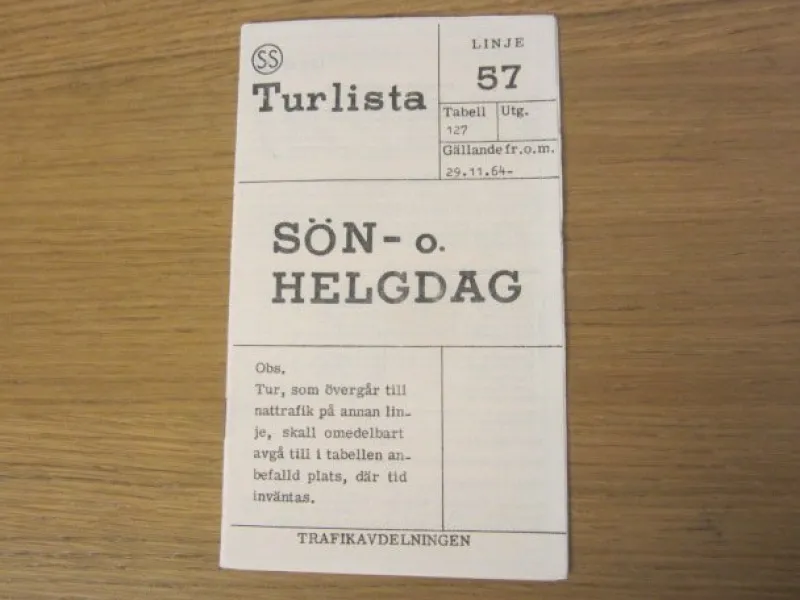 SS
Turlista
LINJE
57
Tabell
127
Utg.
Gällande fr.o.m.
29.11.64-
SÖN- o.
HELGDAG
Obs.
Tur, som övergår till
nattrafik på annan lin-
je, skall omedelbart
avgå till i tabellen an-
befalld plats, där tid
inväntas.
TRAFIKAVDELNINGEN